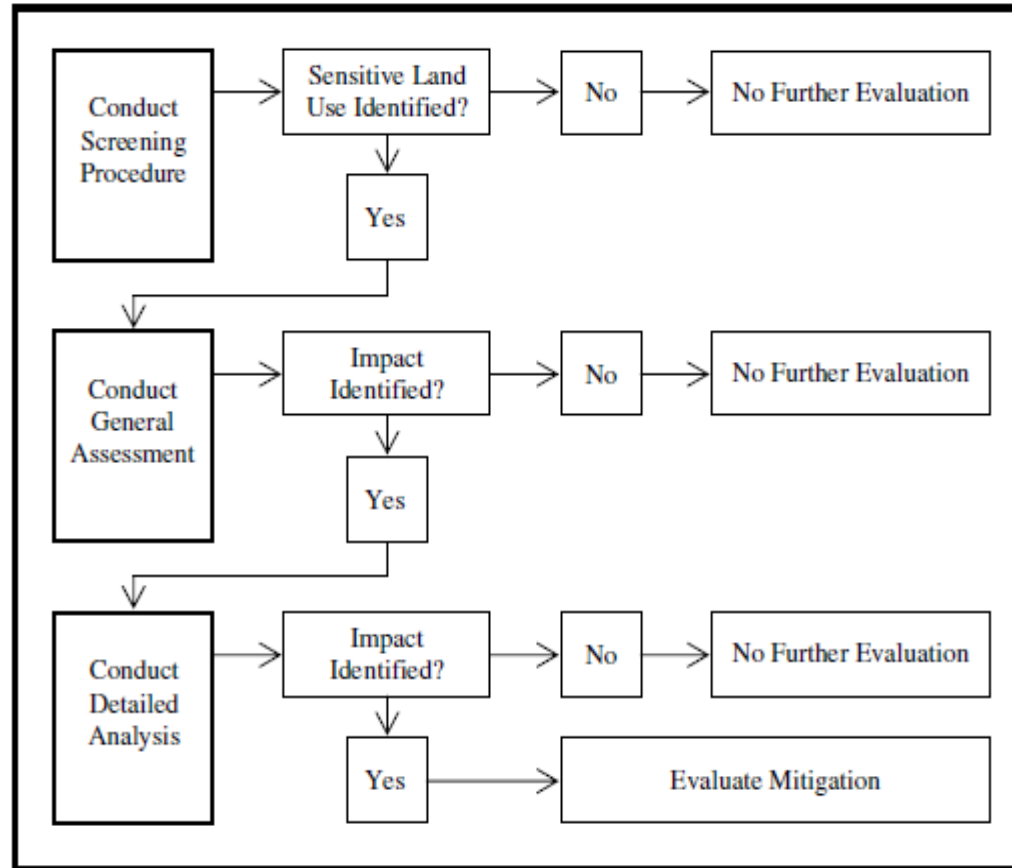 Conduct
Screening
Procedure
Sensitive Land
Use Identified?
No
No Further Evaluation
Yes
Conduct
General
Assessment
Impact
Identified?
No
No Further Evaluation
Yes
Conduct
Detailed
Analysis
Impact
Identified?
No
No Further Evaluation
Yes
Evaluate Mitigation